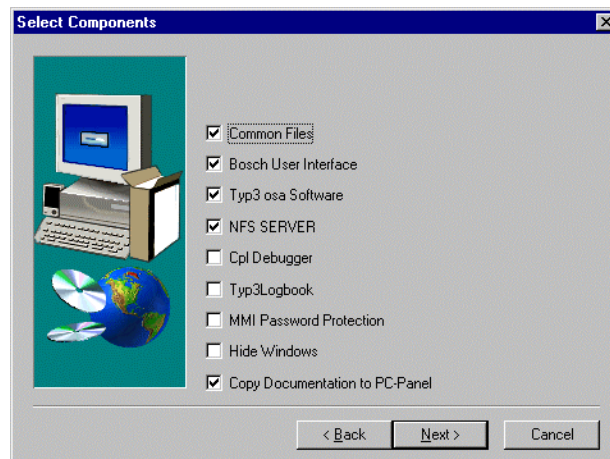 Select Components
Common Files
Bosch User Interface
Typ3 osa Software
NFS SERVER
Cpl Debugger
Typ3Logbook
MMI Password Protection
Hide Windows
Copy Documentation to PC-Panel
< Back
Next >
Cancel